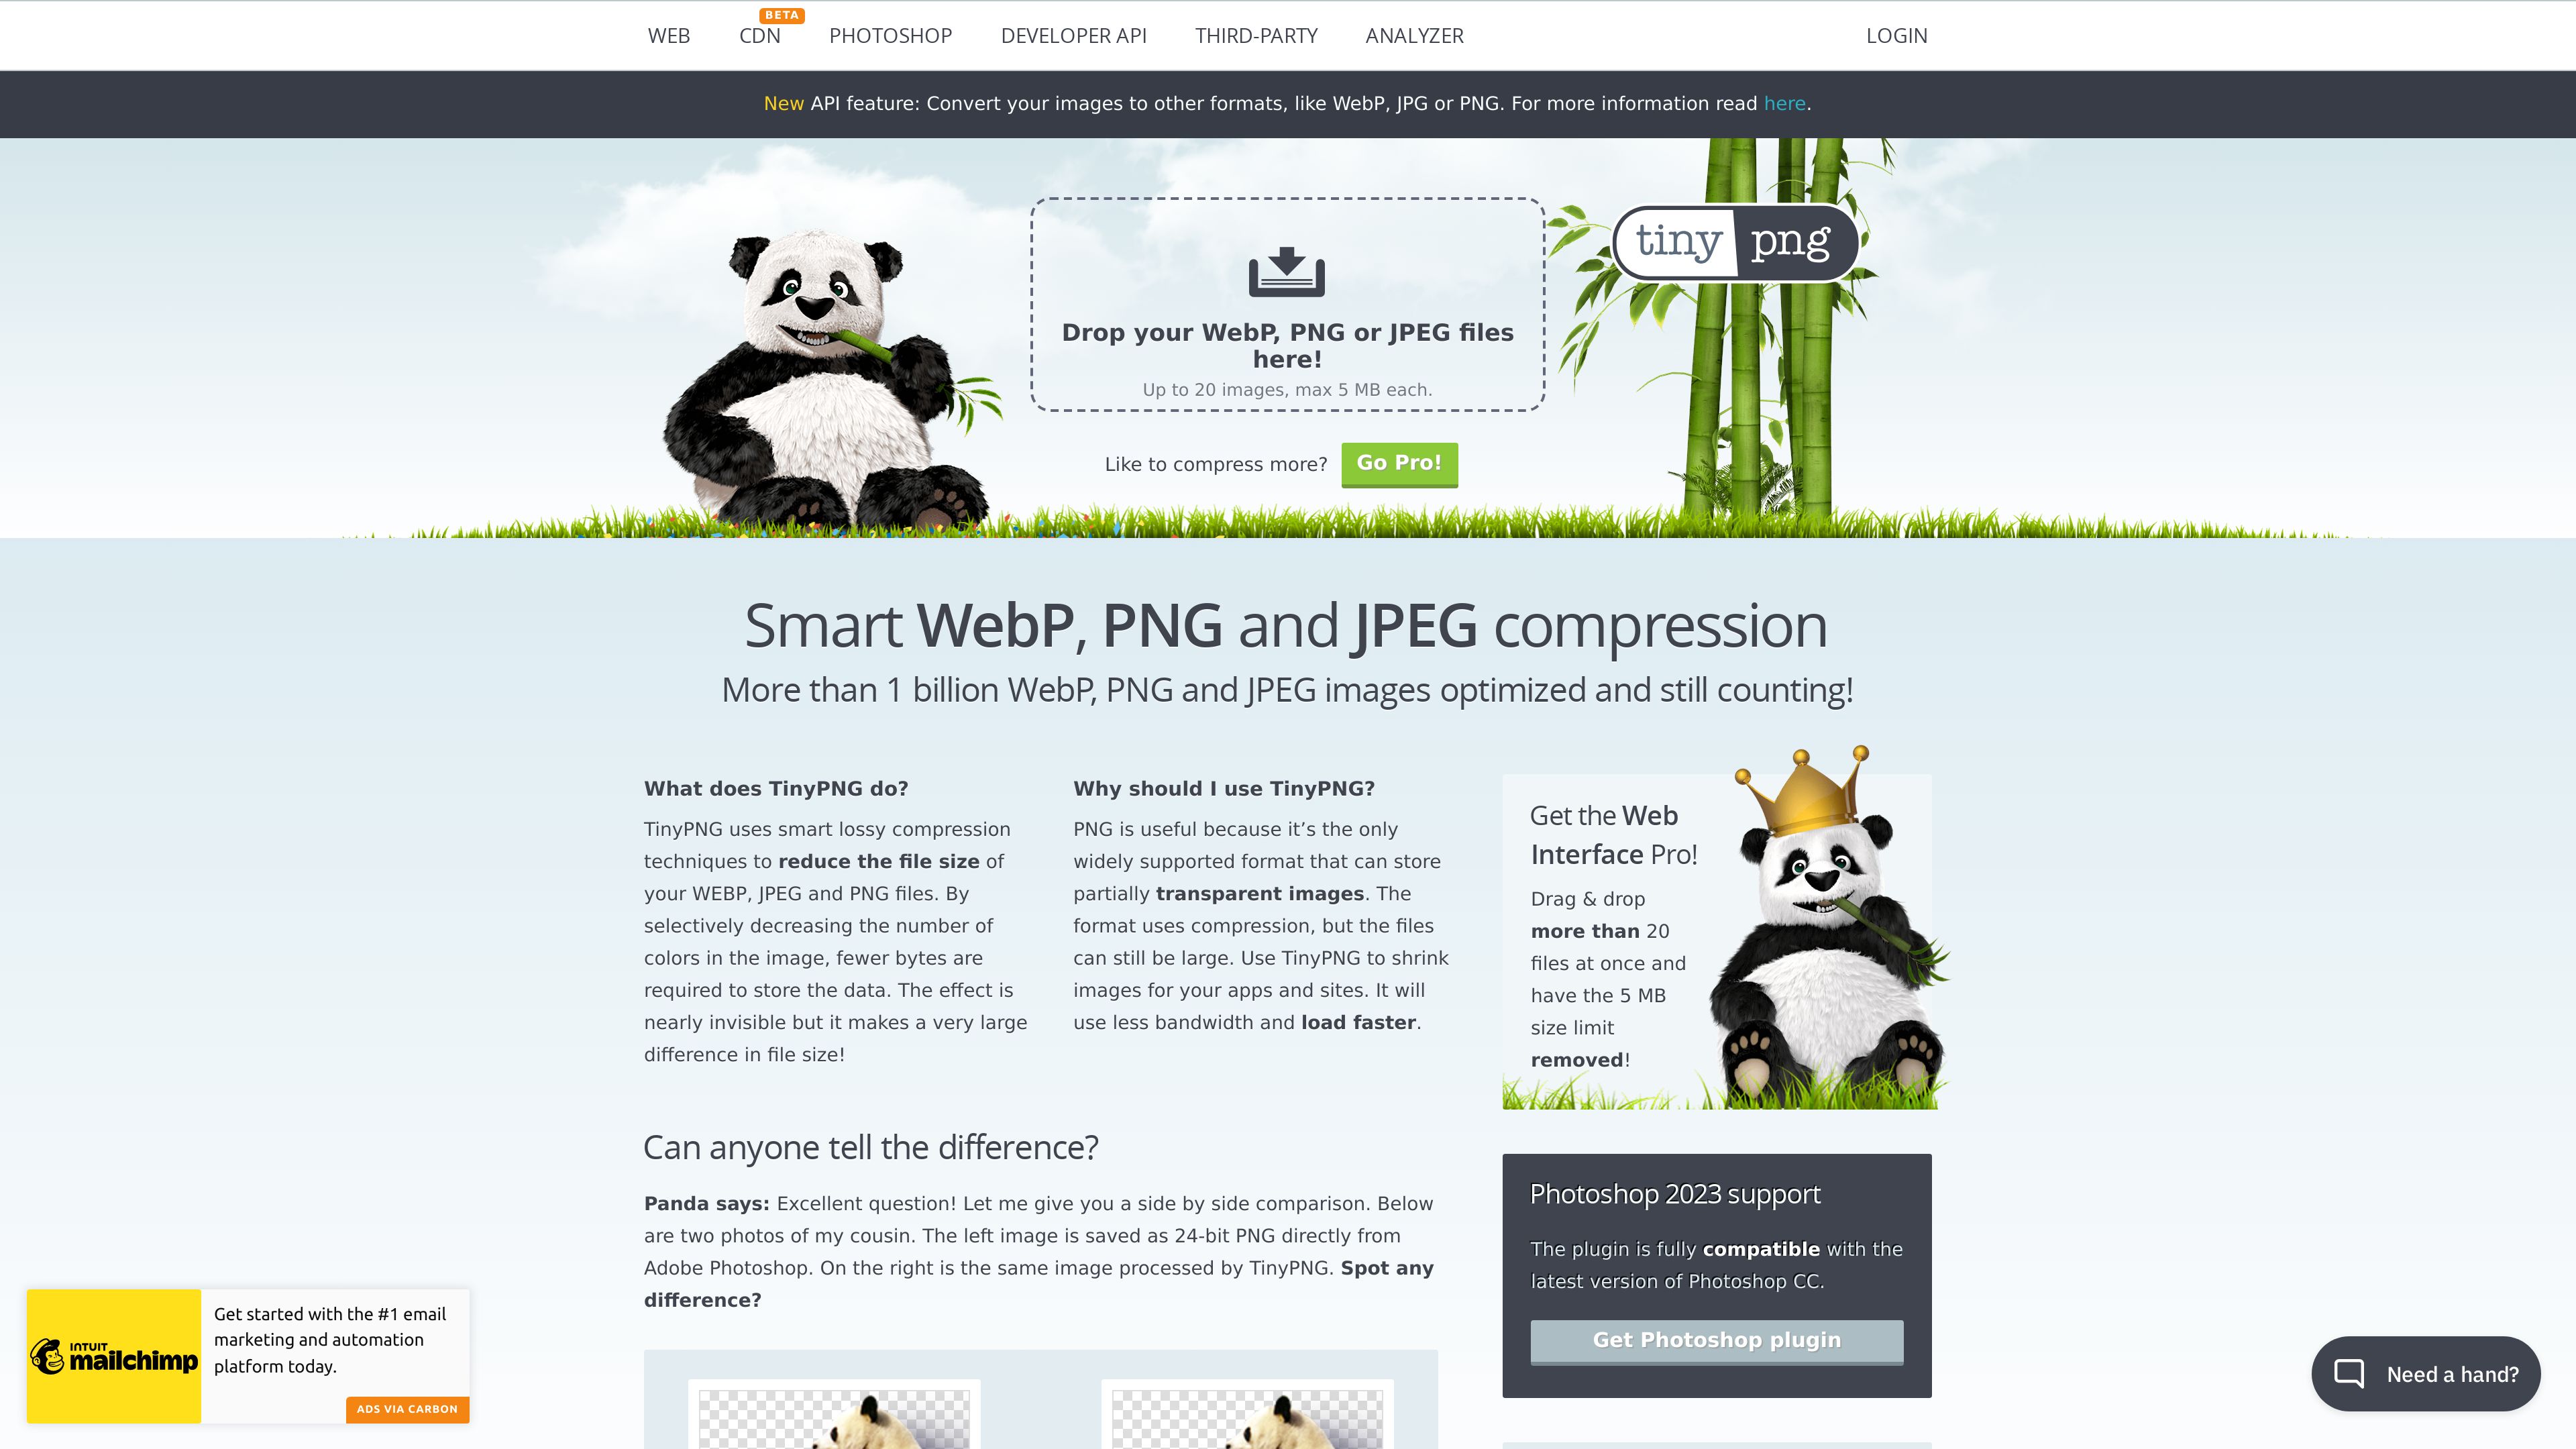 BETA
WEB CDN PHOTOSHOP DEVELOPER API THIRD-PARTY ANALYZER LOGIN
New API feature: Convert your images to other formats, like WebP, JPG or PNG. For more information read here.
tiny png
Drop your WebP, PNG or JPEG files
here!
Up to 20 images, max 5 MB each.
Like to compress more? Go Pro!
Smart WebP, PNG and JPEG compression
More than 1 billion WebP, PNG and JPEG images optimized and still counting!
What does TinyPNG do?
TinyPNG uses smart lossy compression
techniques to reduce the file size of
your WEBP, JPEG and PNG files. By
selectively decreasing the number of
colors in the image, fewer bytes are
required to store the data. The effect is
nearly invisible but it makes a very large
difference in file size!
Why should I use TinyPNG?
PNG is useful because it’s the only
widely supported format that can store
partially transparent images. The
format uses compression, but the files
can still be large. Use TinyPNG to shrink
images for your apps and sites. It will
use less bandwidth and load faster.
Get the Web
Interface Pro!
Drag & drop
more than 20
files at once and
have the 5 MB
size limit
removed!
Can anyone tell the difference?
Panda says: Excellent question! Let me give you a side by side comparison. Below
are two photos of my cousin. The left image is saved as 24-bit PNG directly from
Adobe Photoshop. On the right is the same image processed by TinyPNG. Spot any
difference?
Photoshop 2023 support
The plugin is fully compatible with the
latest version of Photoshop CC.
Get Photoshop plugin
INTUIT
mailchimp
Get started with the #1 email
marketing and automation
platform today.
ADS VIA CARBON
Need a hand?